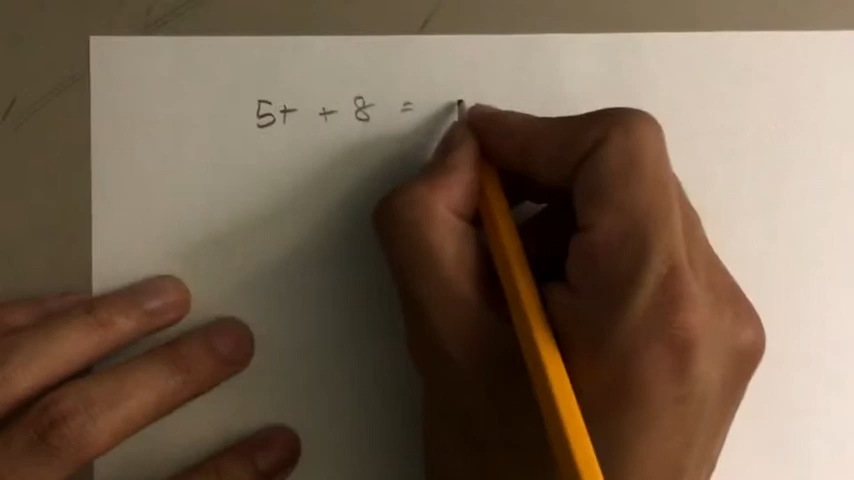 5t + 8 =